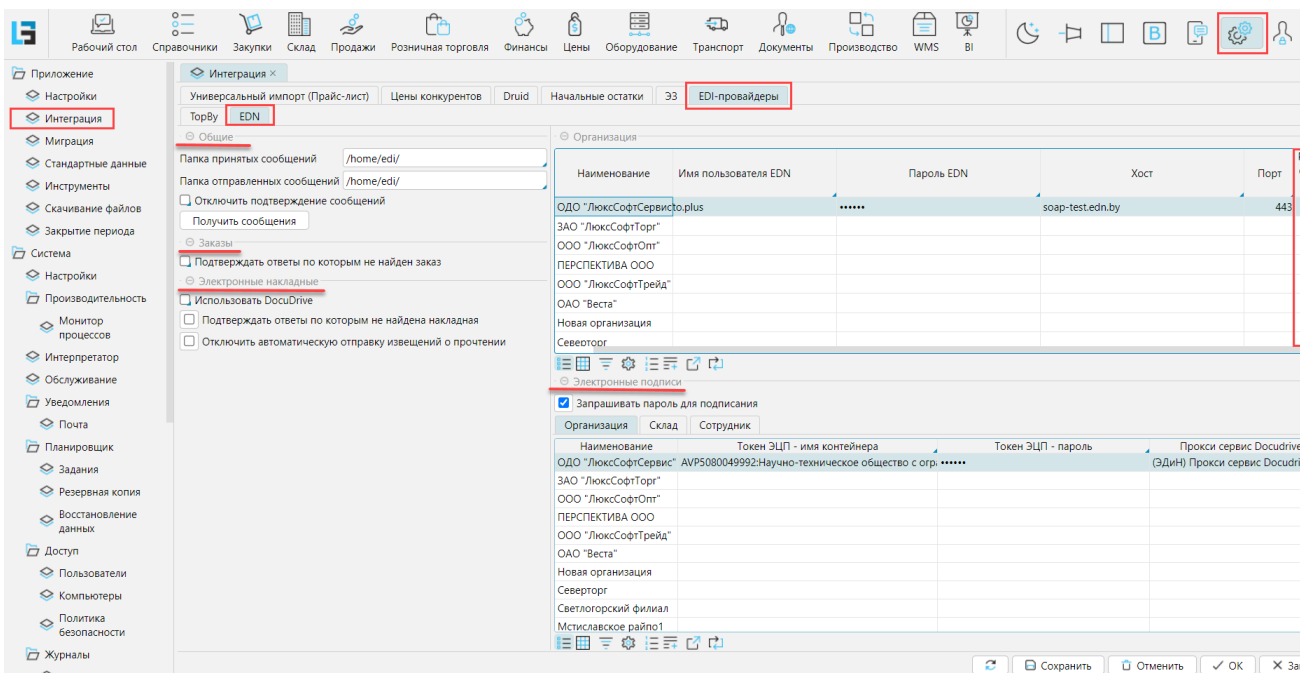 Рабочий стол Справочники Закупки Склад Продажи Розничная торговля Финансы Цены Оборудование Транспорт Документы Производство WMS BI
Приложение
Настройки
Интеграция
Миграция
Стандартные данные
Инструменты
Скачивание файлов
Закрытие периода
Система
Настройки
Производительность
Монитор
процессов
Интерпретатор
Обслуживание
Уведомления
Почта
Планировщик
Задания
Резервная копия
Восстановление
данных
Доступ
Пользователи
Компьютеры
Политика
безопасности
Журналы
Интеграция ×
Универсальный импорт (Прайс-лист) Цены конкурентов Druid Начальные остатки ЭЗ EDI-провайдеры
TopBy EDN
Общие
Папка принятых сообщений /home/edi/
Папка отправленных сообщений /home/edi/
Отключить подтверждение сообщений
Получить сообщения
Заказы
Подтверждать ответы по которым не найден заказ
Электронные накладные
Использовать DocuDrive
Подтверждать ответы по которым не найдена накладная
Отключить автоматическую отправку извещений о прочтении
Организация
Наименование Имя пользователя EDN Пароль EDN Хост Порт
ОДО "ЛюксСофтСервис to.plus •••••• soap-test.edn.by 443
ЗАО "ЛюксСофтТорг"
ООО "ЛюксСофтОпт"
ПЕРСПЕКТИВА ООО
ООО "ЛюксСофтТрейд"
ОАО "Веста"
Новая организация
Северторг
Электронные подписи
Запрашивать пароль для подписания
Организация Склад Сотрудник
Наименование Токен ЭЦП - имя контейнера Токен ЭЦП - пароль Прокси сервис Docudrive
ОДО "ЛюксСофтСервис" AVP5080049992:Научно-техническое общество с огр. •••••• (ЭДиН) Прокси сервис Docudri
ЗАО "ЛюксСофтТорг"
ООО "ЛюксСофтОпт"
ПЕРСПЕКТИВА ООО
ООО "ЛюксСофтТрейд"
ОАО "Веста"
Новая организация
Северторг
Светлогорский филиал
Мстиславское райпо1
Сохранить Отменить OK За